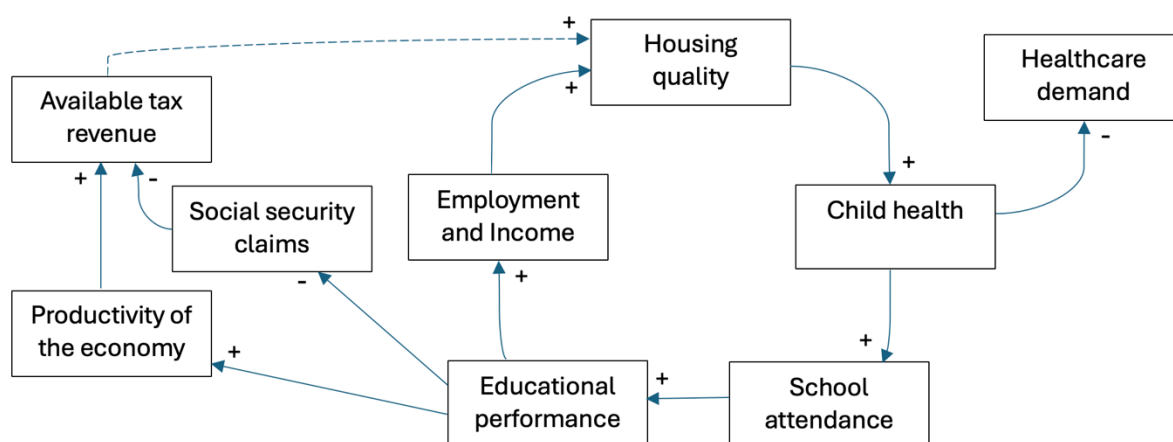 +
Housing
quality
Healthcare
demand
Available tax
revenue
+
-
+
+
-
Employment
and Income
Child health
Social security
claims
-
+
Productivity of
the economy
+
+
+
Educational
performance
School
attendance